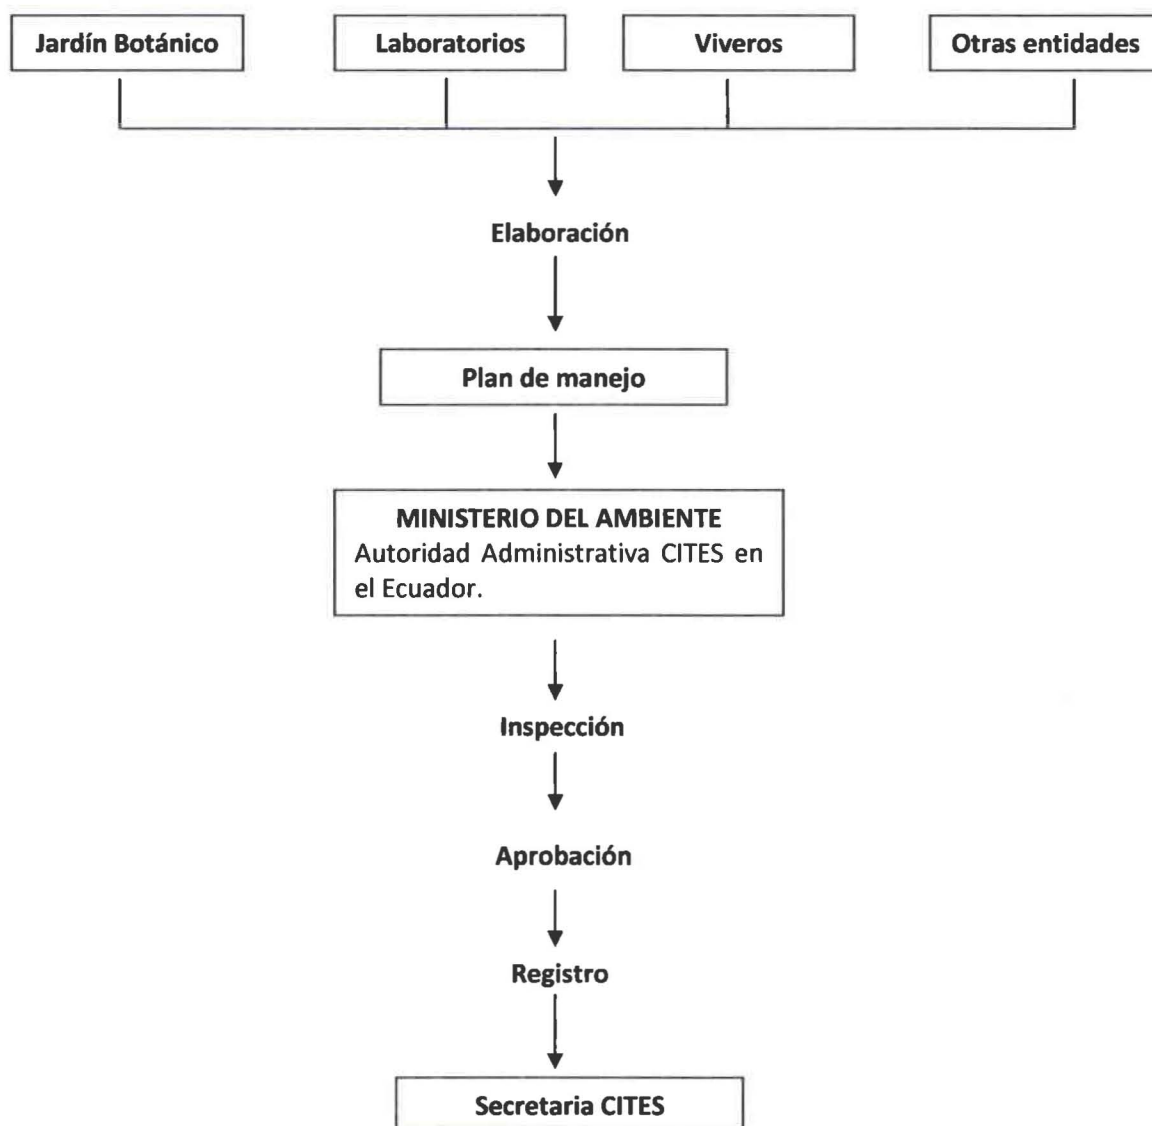 Jardín Botánico
Laboratorios
Viveros
Otras entidades
Elaboración
Plan de manejo
MINISTERIO DEL AMBIENTE
Autoridad Administrativa CITES en
el Ecuador.
Inspección
Aprobación
Registro
Secretaria CITES